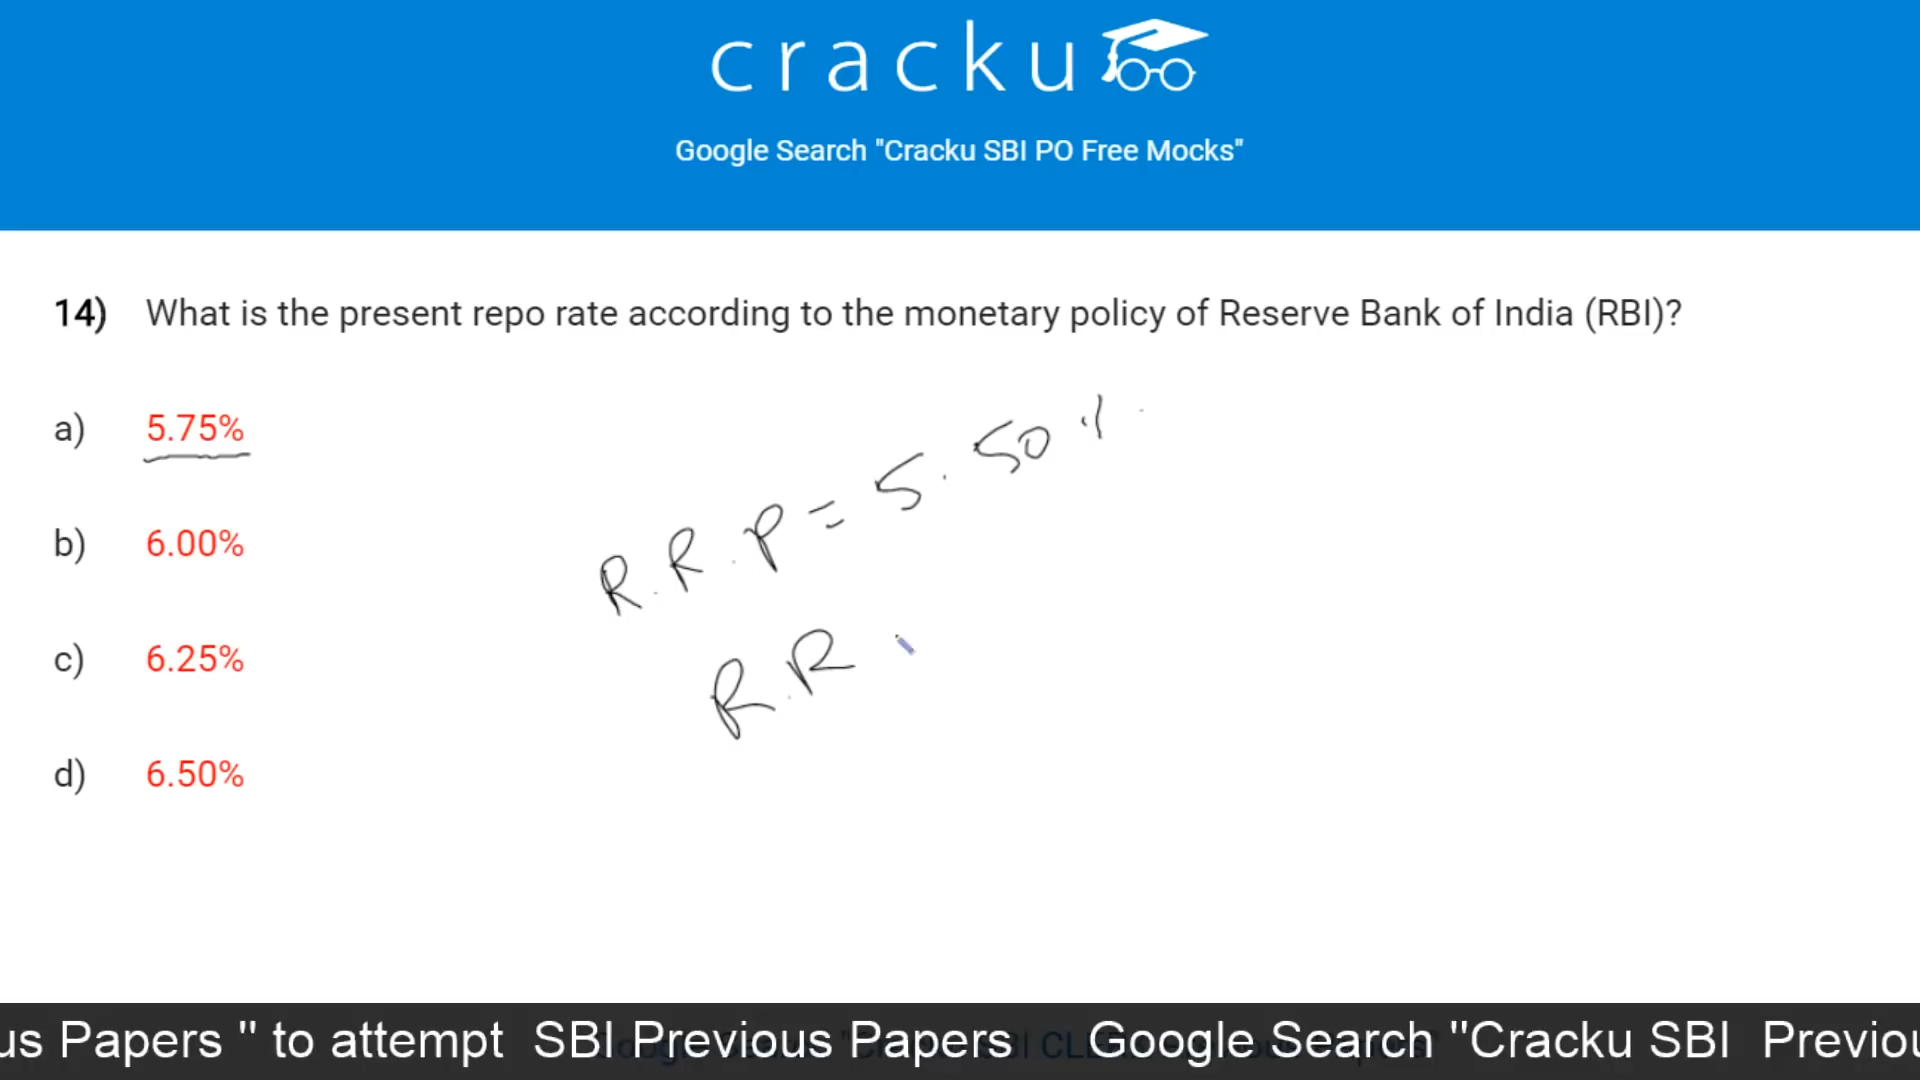 cracku
Google Search "Cracku SBI PO Free Mocks"
14) What is the present repo rate according to the monetary policy of Reserve Bank of India (RBI)?
a) 5.75%
R.R.P = 5.50%
b) 6.00%
c) 6.25%
R.R
d) 6.50%
us Papers " to attempt SBI Previous Papers Google Search "Cracku SBI Previou